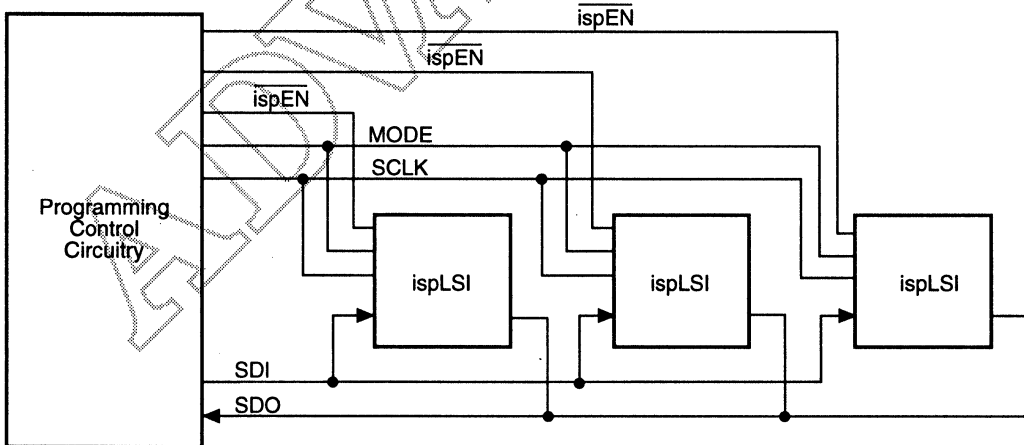 ispEN
ispEN
ispEN
MODE
SCLK
Programming
Control
Circuitry
ispLSI
ispLSI
ispLSI
SDI
SDO